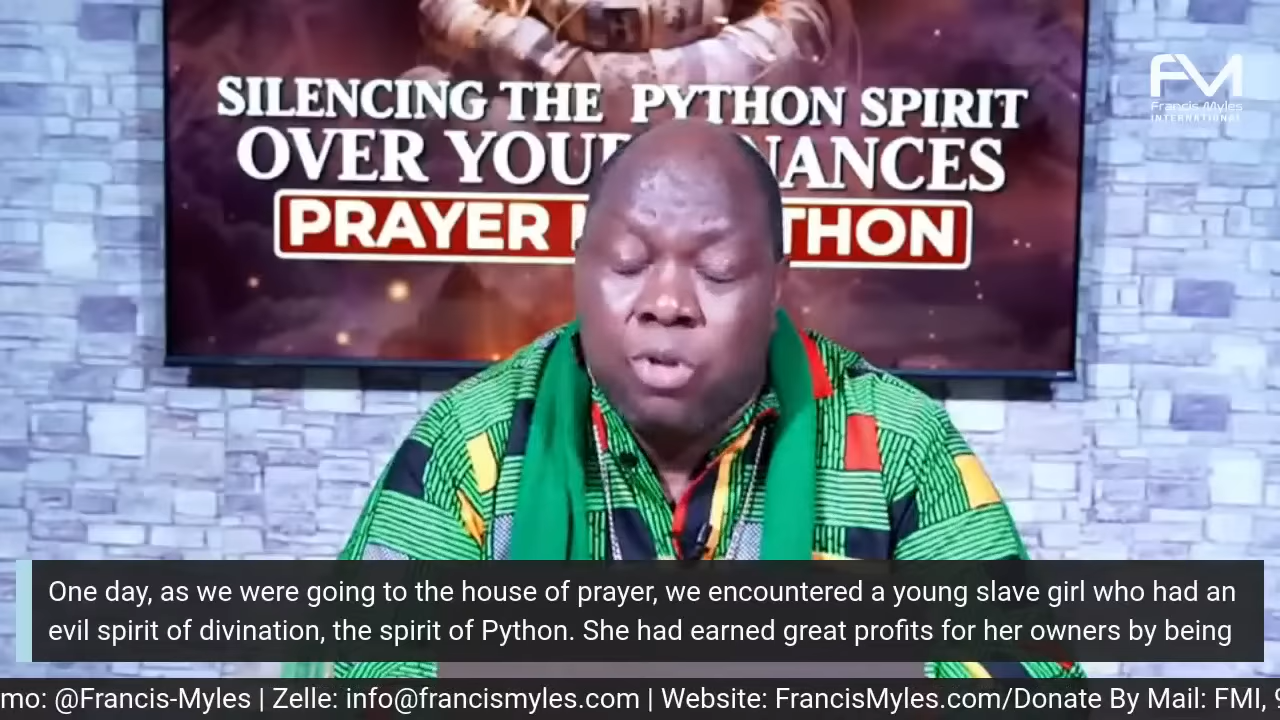 SILENCING THE PYTHON SPIRIT
OVER YOUR
PRAYER
THON
FM
Francis Myles
INTERNATIONAL
One day, as we were going to the house of prayer, we encountered a young slave girl who had an
evil spirit of divination, the spirit of Python. She had earned great profits for her owners by being
mo: @Francis-Myles | Zelle: info@francismyles.com | Website: FrancisMyles.com/Donate By Mail: FMI, 9